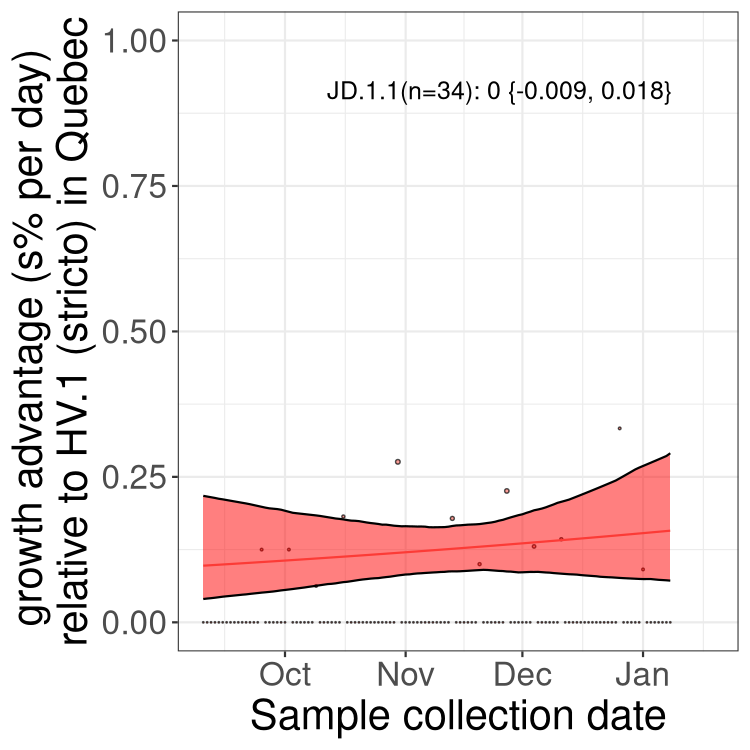 growth advantage (s% per day)
relative to HV.1 (stricto) in Quebec
1.00
JD.1.1(n=34): 0 {-0.009, 0.018}
0.75
0.50
0.25
0.00
Oct Nov Dec Jan
Sample collection date